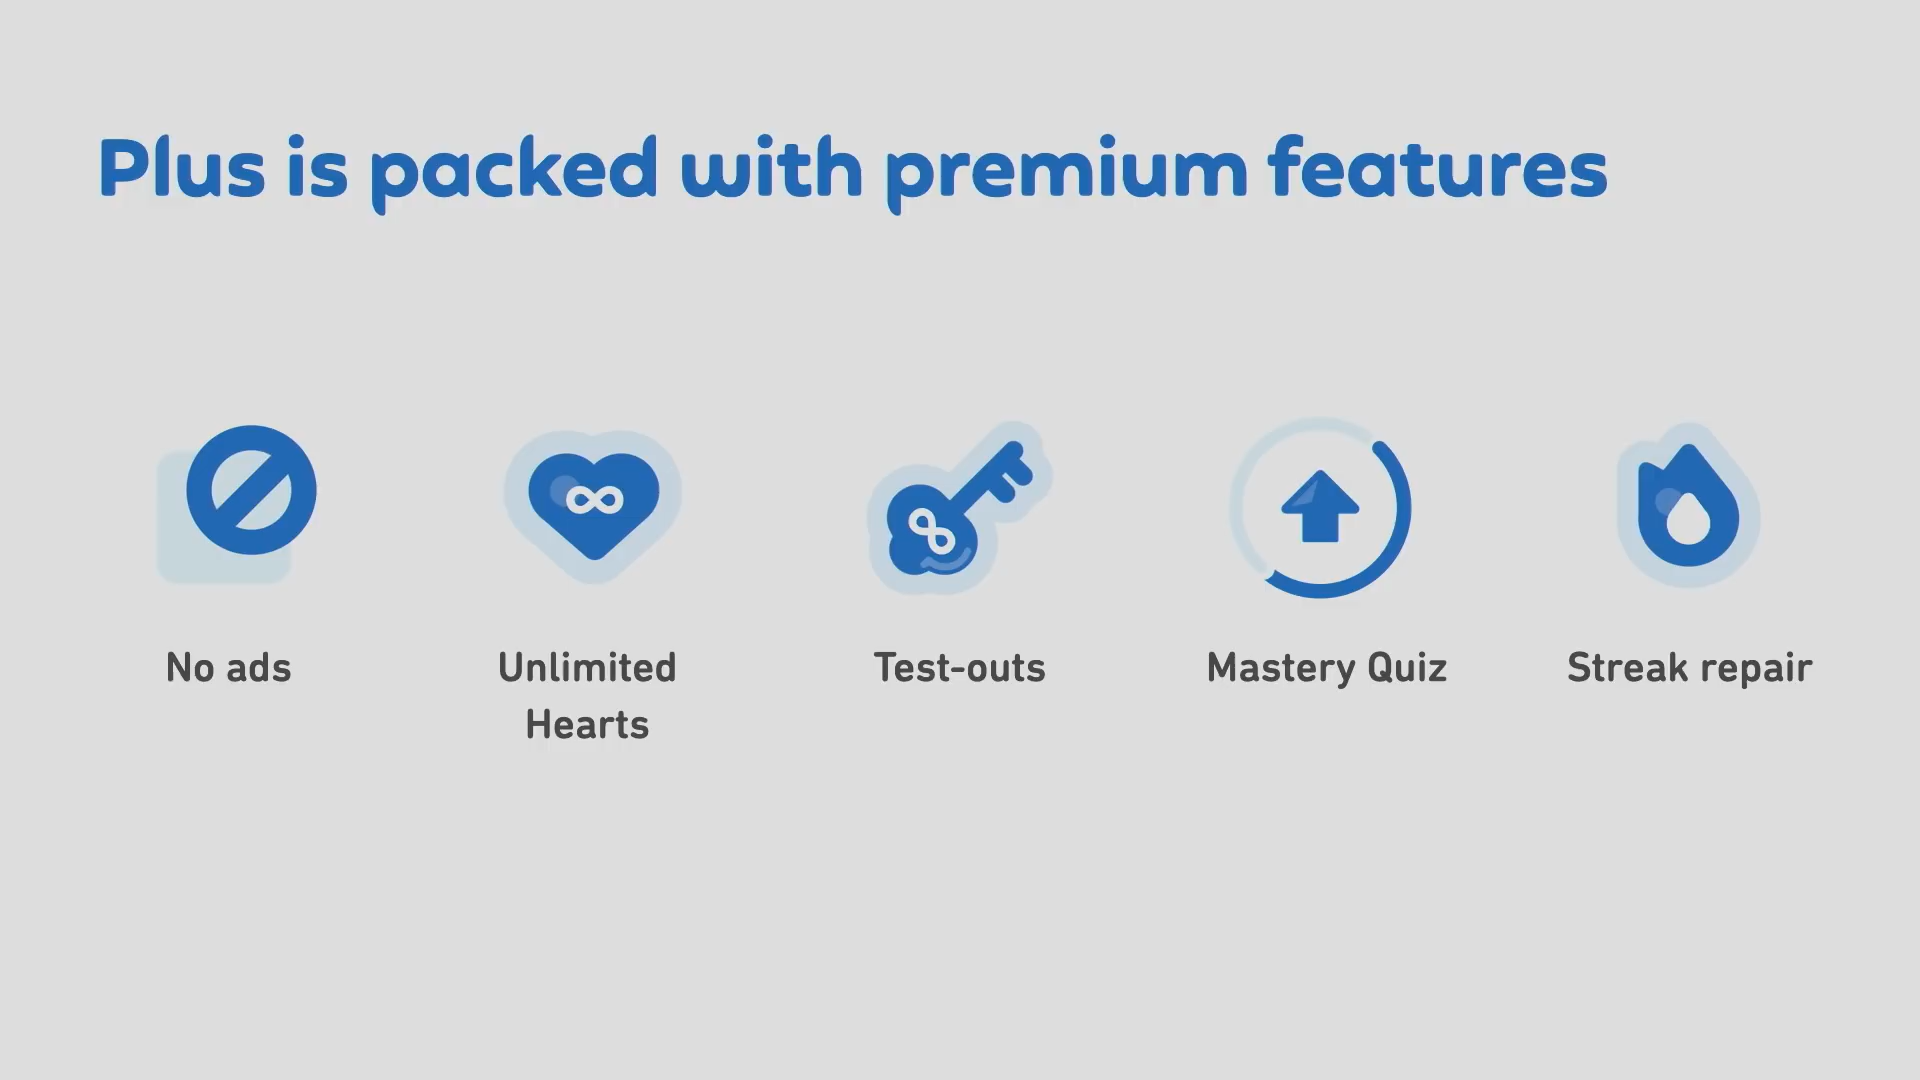 Plus is packed with premium features
No ads
Unlimited
Hearts
Test-outs
Mastery Quiz
Streak repair